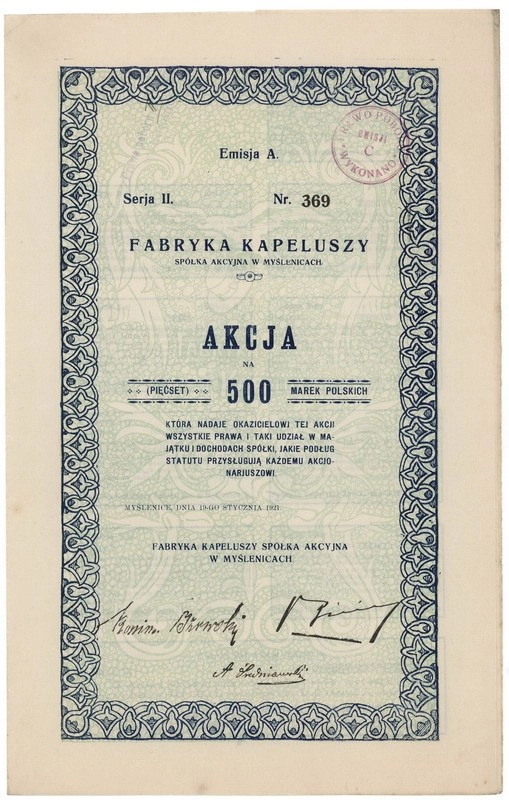 Emisja A.
EMISJI
C
WYKONANO
Serja II. Nr. 369
FABRYKA KAPELUSZY
SPÓŁKA AKCYJNA W MYŚLENICACH.
AKCJA
NA
(PIĘĆSET) 500 MAREK POLSKICH
KTÓRA NADAJE OKAZICIELOWI TEJ AKCJI
WSZYSTKIE PRAWA I TAKI UDZIAŁ W MA-
JĄTKU I DOCHODACH SPÓŁKI, JAKIE PODŁUG
STATUTU PRZYSŁUGUJĄ KAŻDEMU AKCJO-
NARJUSZOWI.
MYŚLENICE, DNIA 19-GO STYCZNIA 1921
FABRYKA KAPELUSZY SPÓŁKA AKCYJNA
W MYŚLENICACH